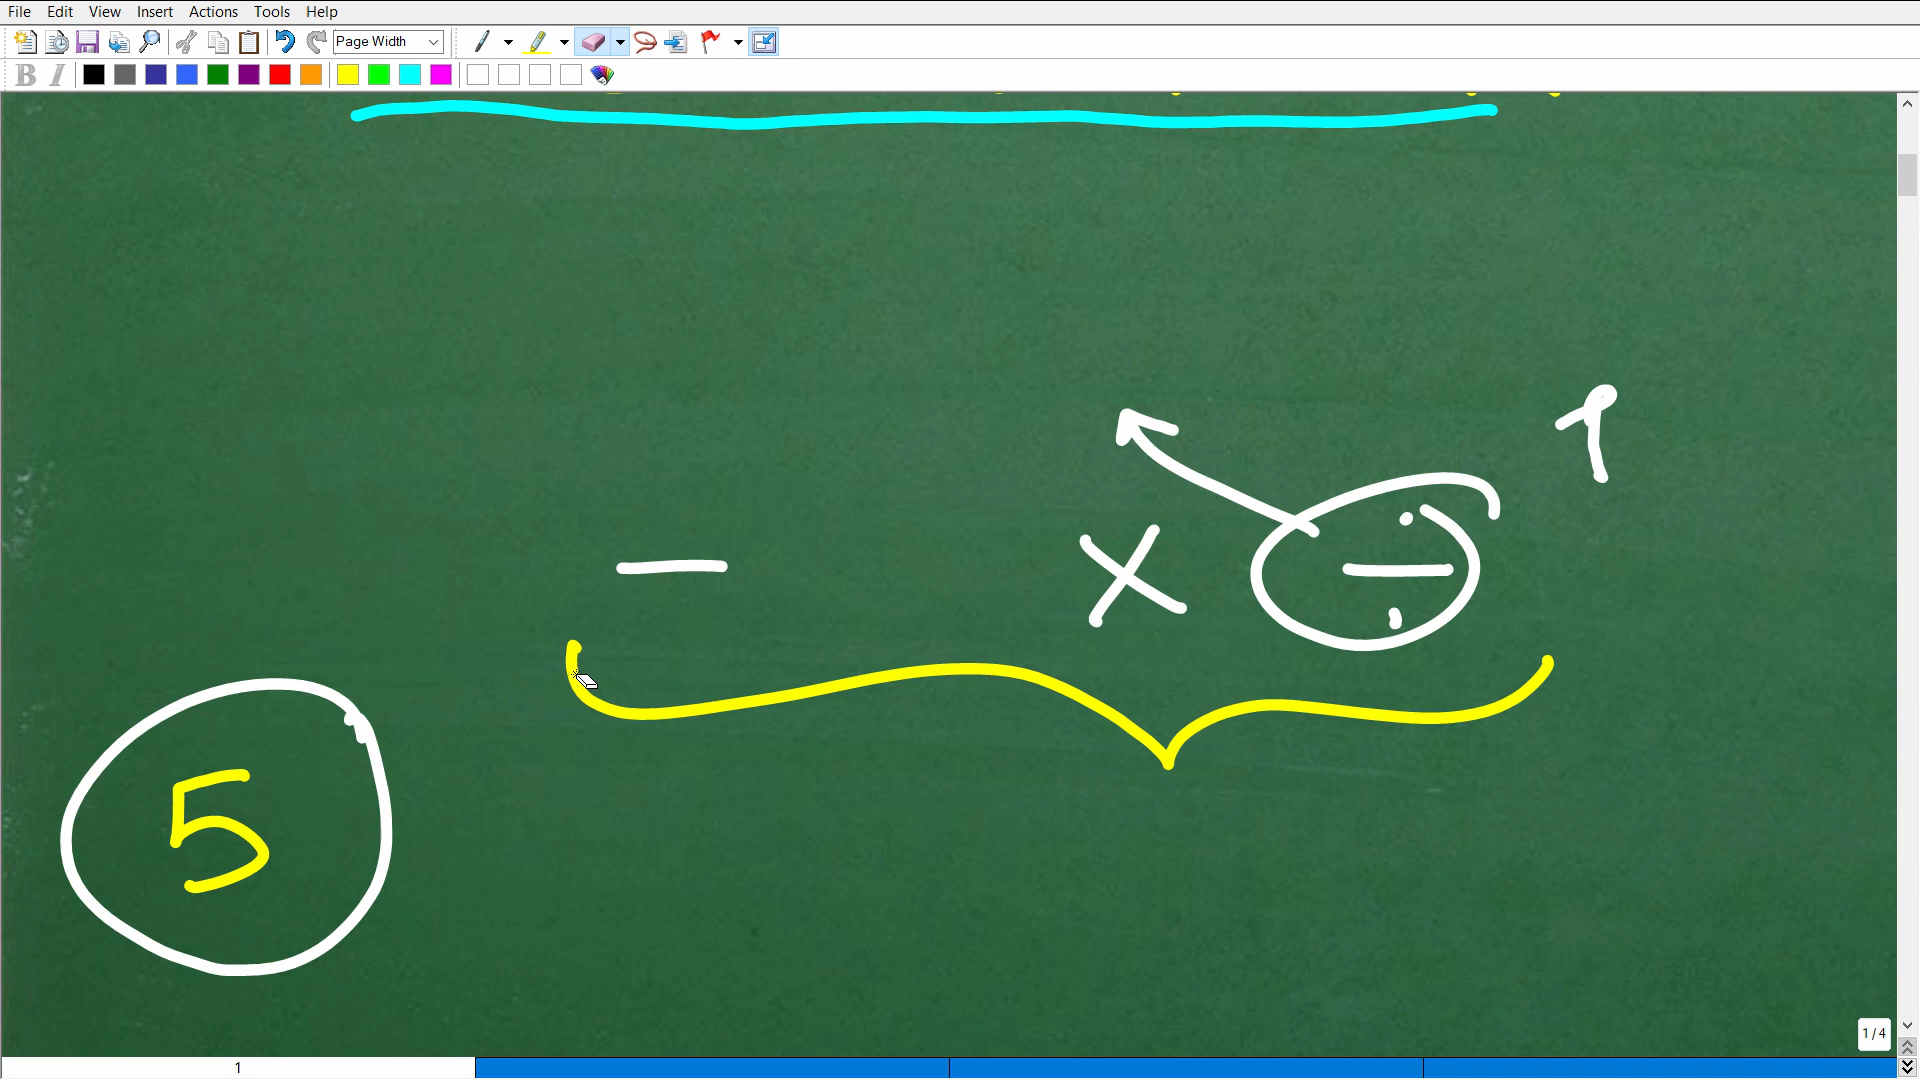 File Edit View Insert Actions Tools Help
Page Width
B I
− × ÷
5
1 / 4
1